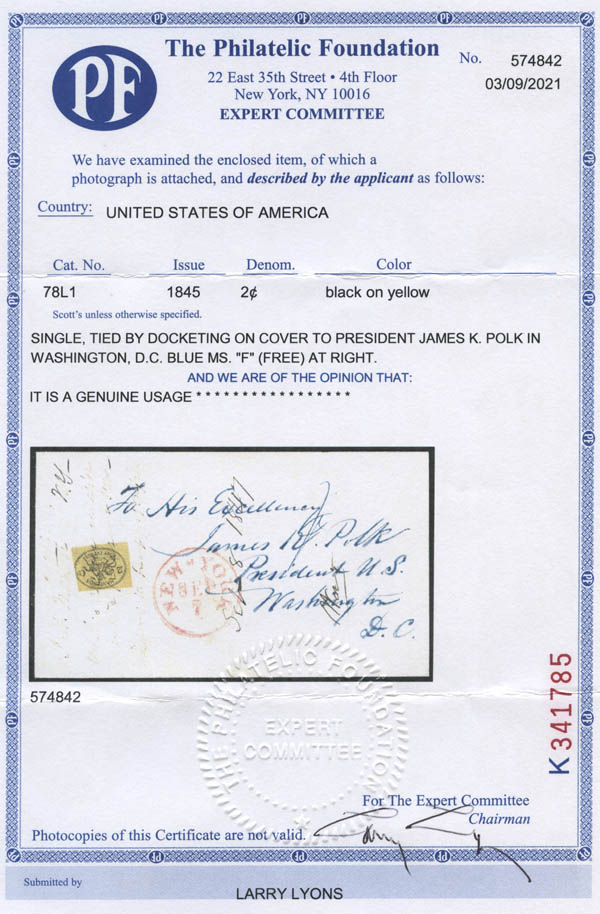 PF
The Philatelic Foundation
22 East 35th Street • 4th Floor
New York, NY 10016
EXPERT COMMITTEE
No. 574842
03/09/2021
We have examined the enclosed item, of which a
photograph is attached, and described by the applicant as follows:
Country: UNITED STATES OF AMERICA
Cat. No. Issue Denom. Color
78L1 1845 2¢ black on yellow
Scott's unless otherwise specified.
SINGLE, TIED BY DOCKETING ON COVER TO PRESIDENT JAMES K. POLK IN
WASHINGTON, D.C. BLUE MS. "F" (FREE) AT RIGHT.
AND WE ARE OF THE OPINION THAT:
IT IS A GENUINE USAGE * * * * * * * * * * * * * * * * * *
To His Excellency
James K. Polk
President U.S.
Washington
D.C.
NEW YORK
7
574842
THE PHILATELIC FOUNDATION
EXPERT
COMMITTEE
K 341785
For The Expert Committee
Chairman
Photocopies of this Certificate are not valid.
Submitted by
LARRY LYONS